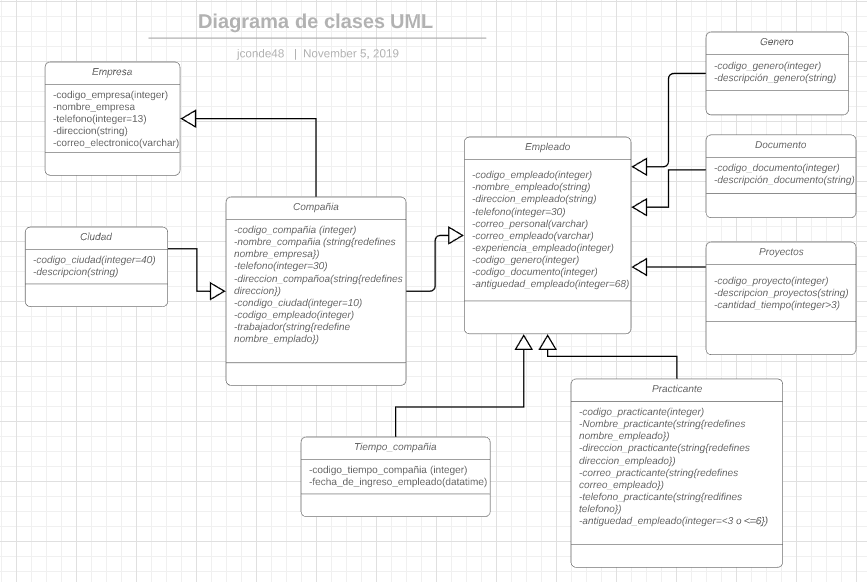 Diagrama de clases UML
jconde48 | November 5, 2019
Empresa
-codigo_empresa(integer)
-nombre_empresa
-telefono(integer=13)
-direccion(string)
-correo_electronico(varchar)
Ciudad
-codigo_ciudad(integer=40)
-descripcion(string)
Compañia
-codigo_compañia (integer)
-nombre_compañia (string{redefines
nombre_empresa})
-telefono(integer=30)
-direccion_compañoa(string{redefines
direccion})
-condigo_ciudad(integer=10)
-codigo_empleado(integer)
-trabajador(string{redefine
nombre_emplado})
Empleado
-codigo_empleado(integer)
-nombre_empleado(string)
-direccion_empleado(string)
-telefono(integer=30)
-correo_personal(varchar)
-correo_empleado(varchar)
-experiencia_empleado(integer)
-codigo_genero(integer)
-codigo_documento(integer)
-antiguedad_empleado(integer=68)
Genero
-codigo_genero(integer)
-descripción_genero(string)
Documento
-codigo_documento(integer)
-descripción_documento(string)
Proyectos
-codigo_proyecto(integer)
-descripcion_proyectos(string)
-cantidad_tiempo(integer>3)
Tiempo_compañia
-codigo_tiempo_compañia (integer)
-fecha_de_ingreso_empleado(datatime)
Practicante
-codigo_practicante(integer)
-Nombre_practicante(string{redefines
nombre_empleado})
-direccion_practicante(string{redefines
direccion_empleado})
-correo_practicante(string{redefines
correo_empleado})
-telefono_practicante(string{redifines
telefono})
-antiguedad_empleado(integer=<3 o <=6})